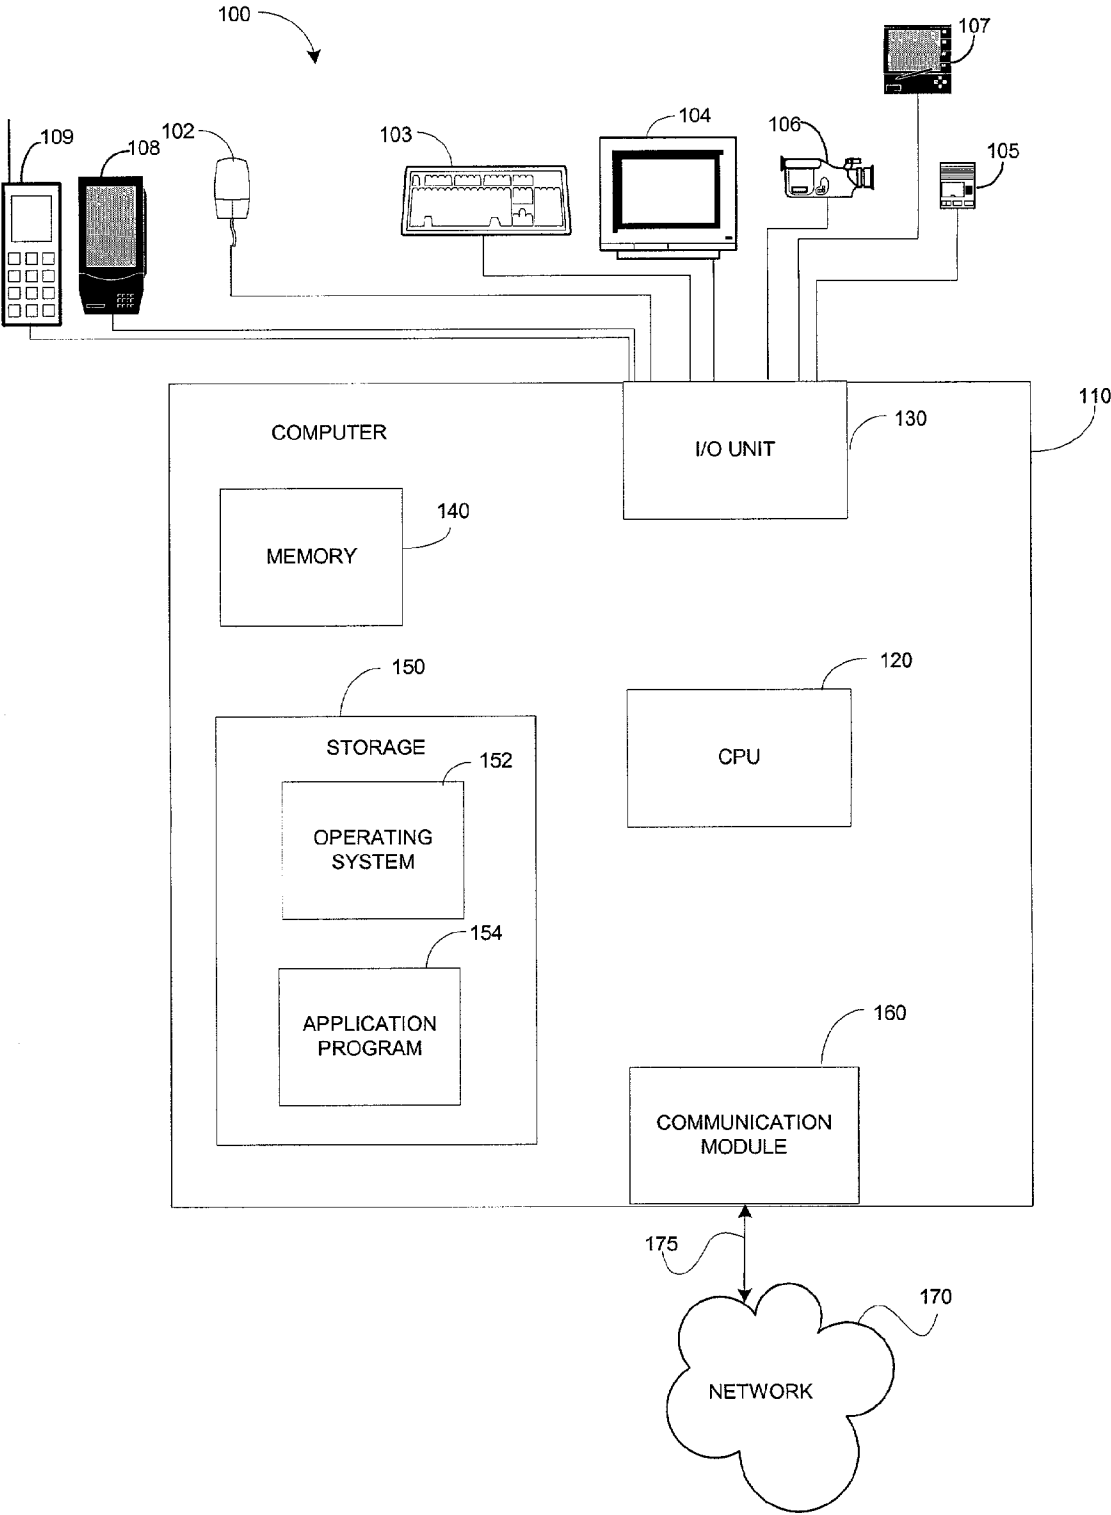 100
107
109
108
102
103
104
106
105
COMPUTER
I/O UNIT
130
110
MEMORY
140
150
120
STORAGE
152
CPU
OPERATING
SYSTEM
154
APPLICATION
PROGRAM
160
COMMUNICATION
MODULE
175
170
NETWORK